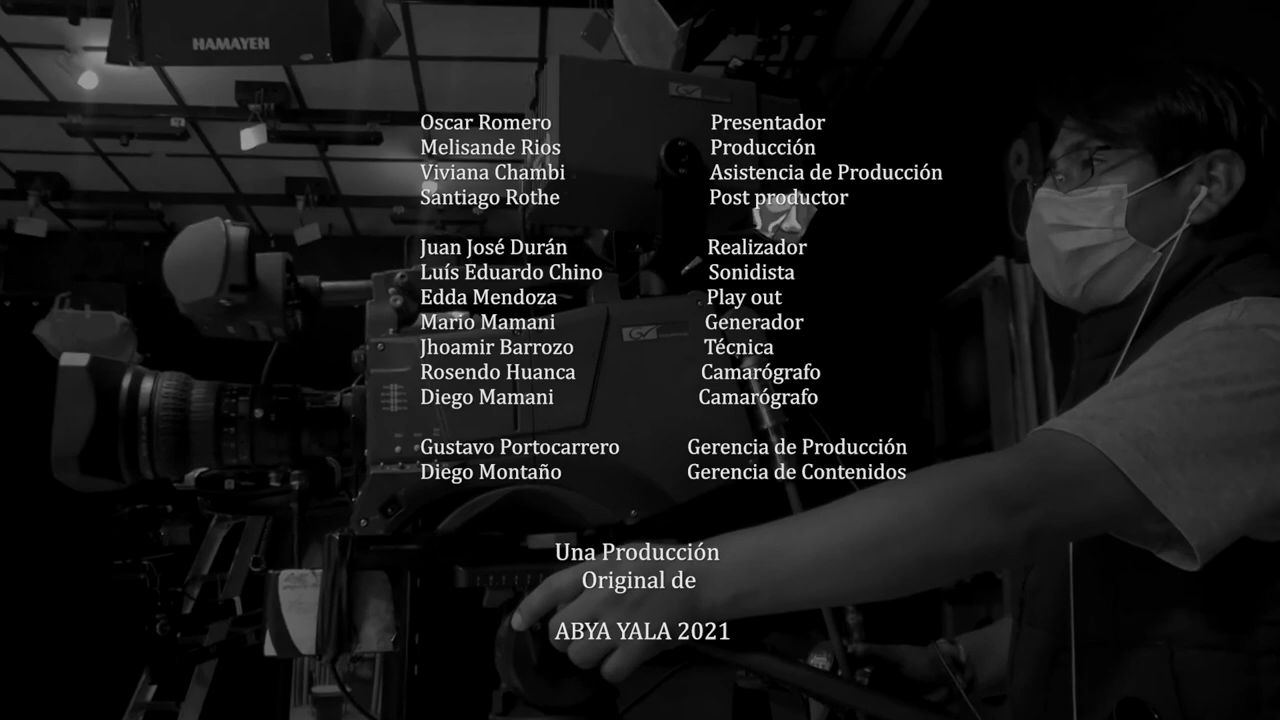 HAMAYEH
Oscar Romero Presentador
Melisande Rios Producción
Viviana Chambi Asistencia de Producción
Santiago Rothe Post productor
Juan José Durán Realizador
Luís Eduardo Chino Sonidista
Edda Mendoza Play out
Mario Mamani Generador
Jhoamir Barrozo Técnica
Rosendo Huanca Camarógrafo
Diego Mamani Camarógrafo
Gustavo Portocarrero Gerencia de Producción
Diego Montaño Gerencia de Contenidos
Una Producción
Original de
ABYA YALA 2021